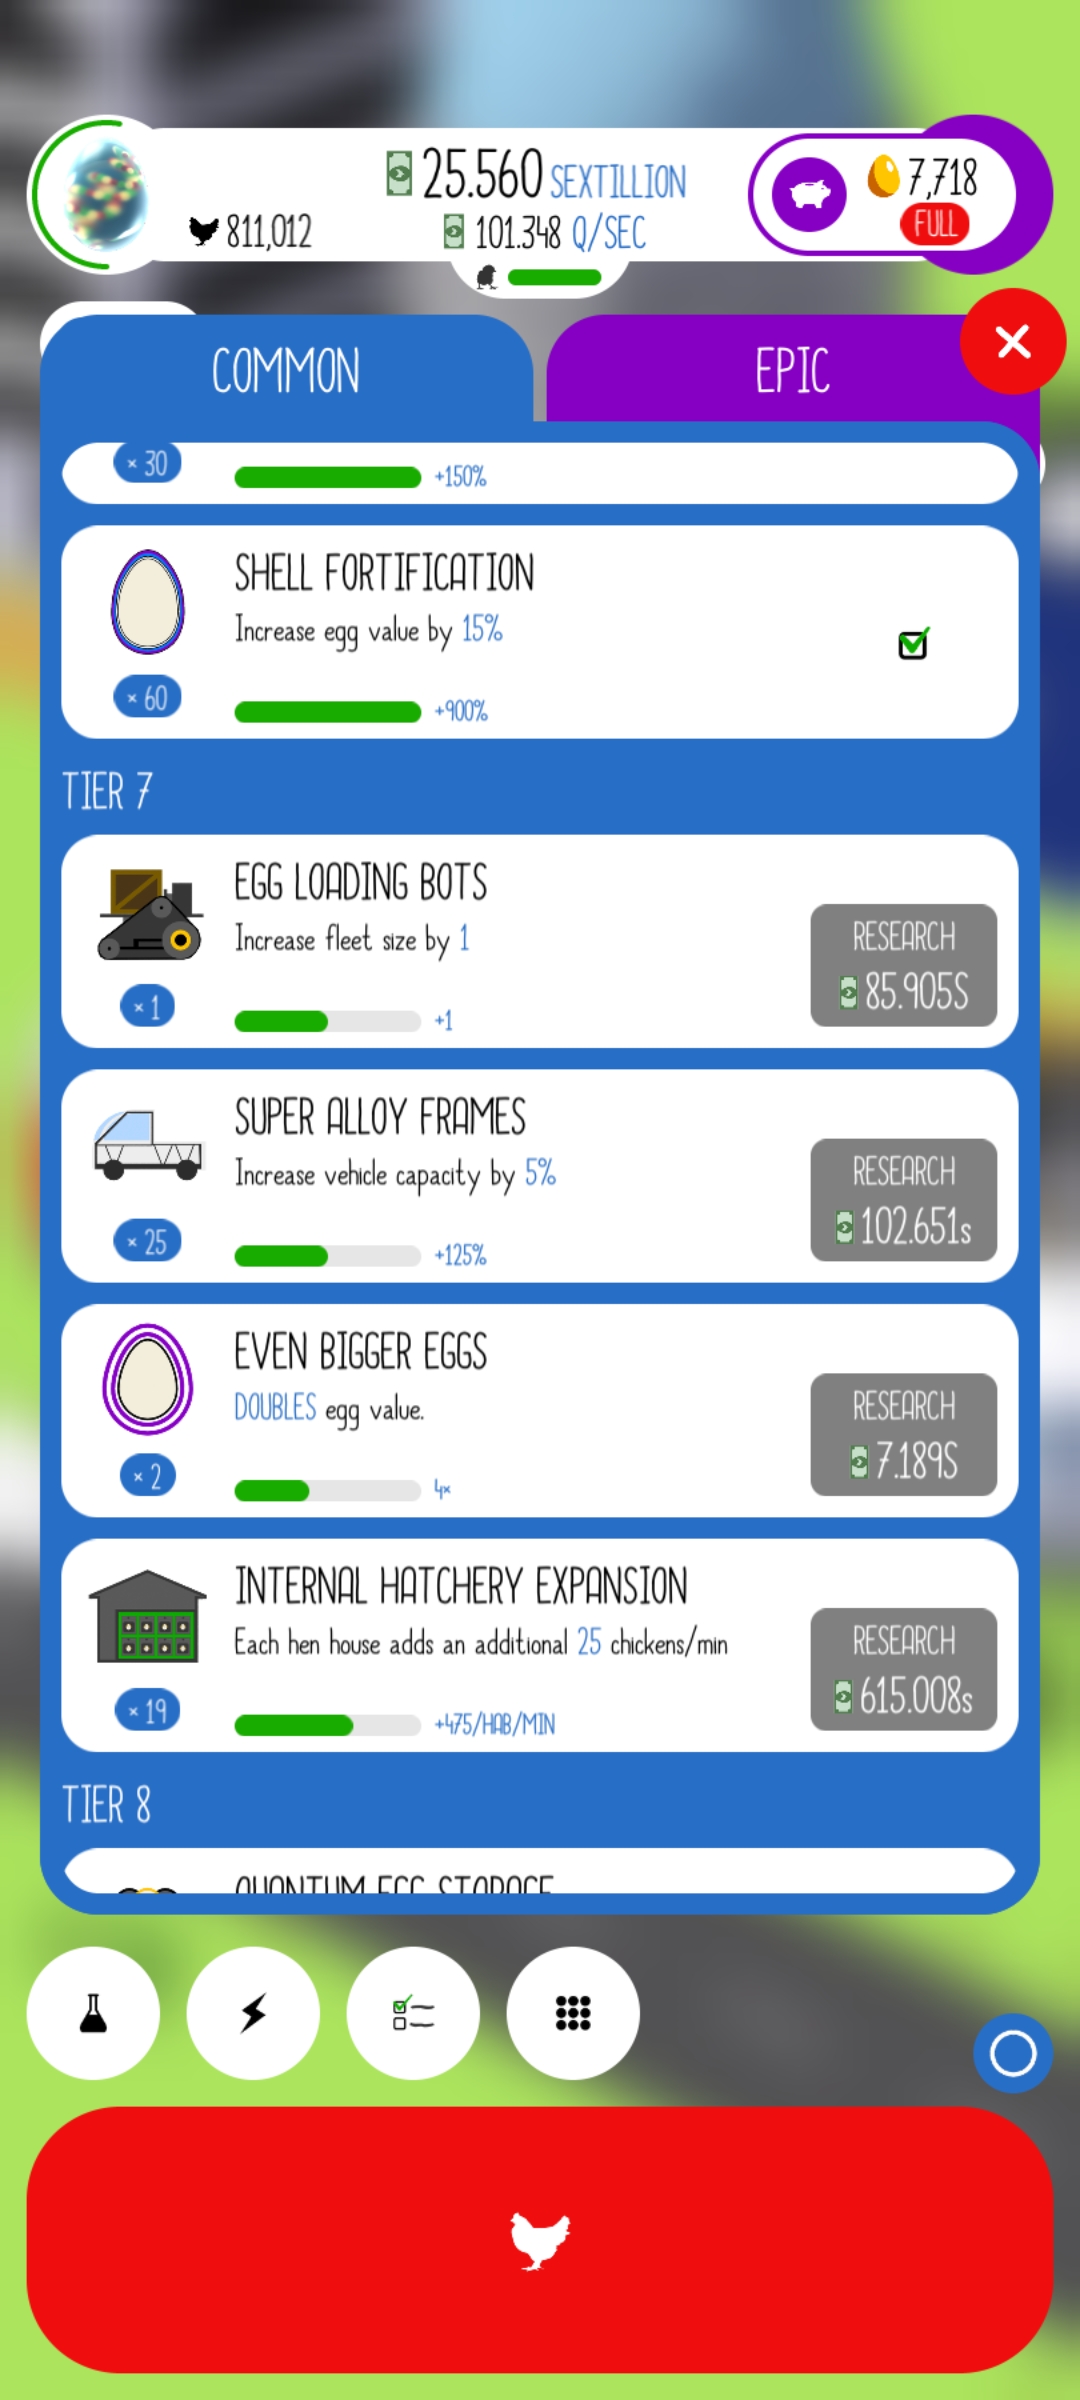 25.560 SEXTILLION
7,718
811,012
101.348 Q/SEC
FULL
COMMON
EPIC
× 30
+150%
SHELL FORTIFICATION
Increase egg value by 15%
× 60
+900%
TIER 7
EGG LOADING BOTS
Increase fleet size by 1
RESEARCH
85.905S
× 1
+1
SUPER ALLOY FRAMES
Increase vehicle capacity by 5%
RESEARCH
102.651s
× 25
+125%
EVEN BIGGER EGGS
DOUBLES egg value.
RESEARCH
7.189S
× 2
4×
INTERNAL HATCHERY EXPANSION
Each hen house adds an additional 25 chickens/min
RESEARCH
615.008s
× 19
+475/HAB/MIN
TIER 8
QUANTUM EGG STORAGE